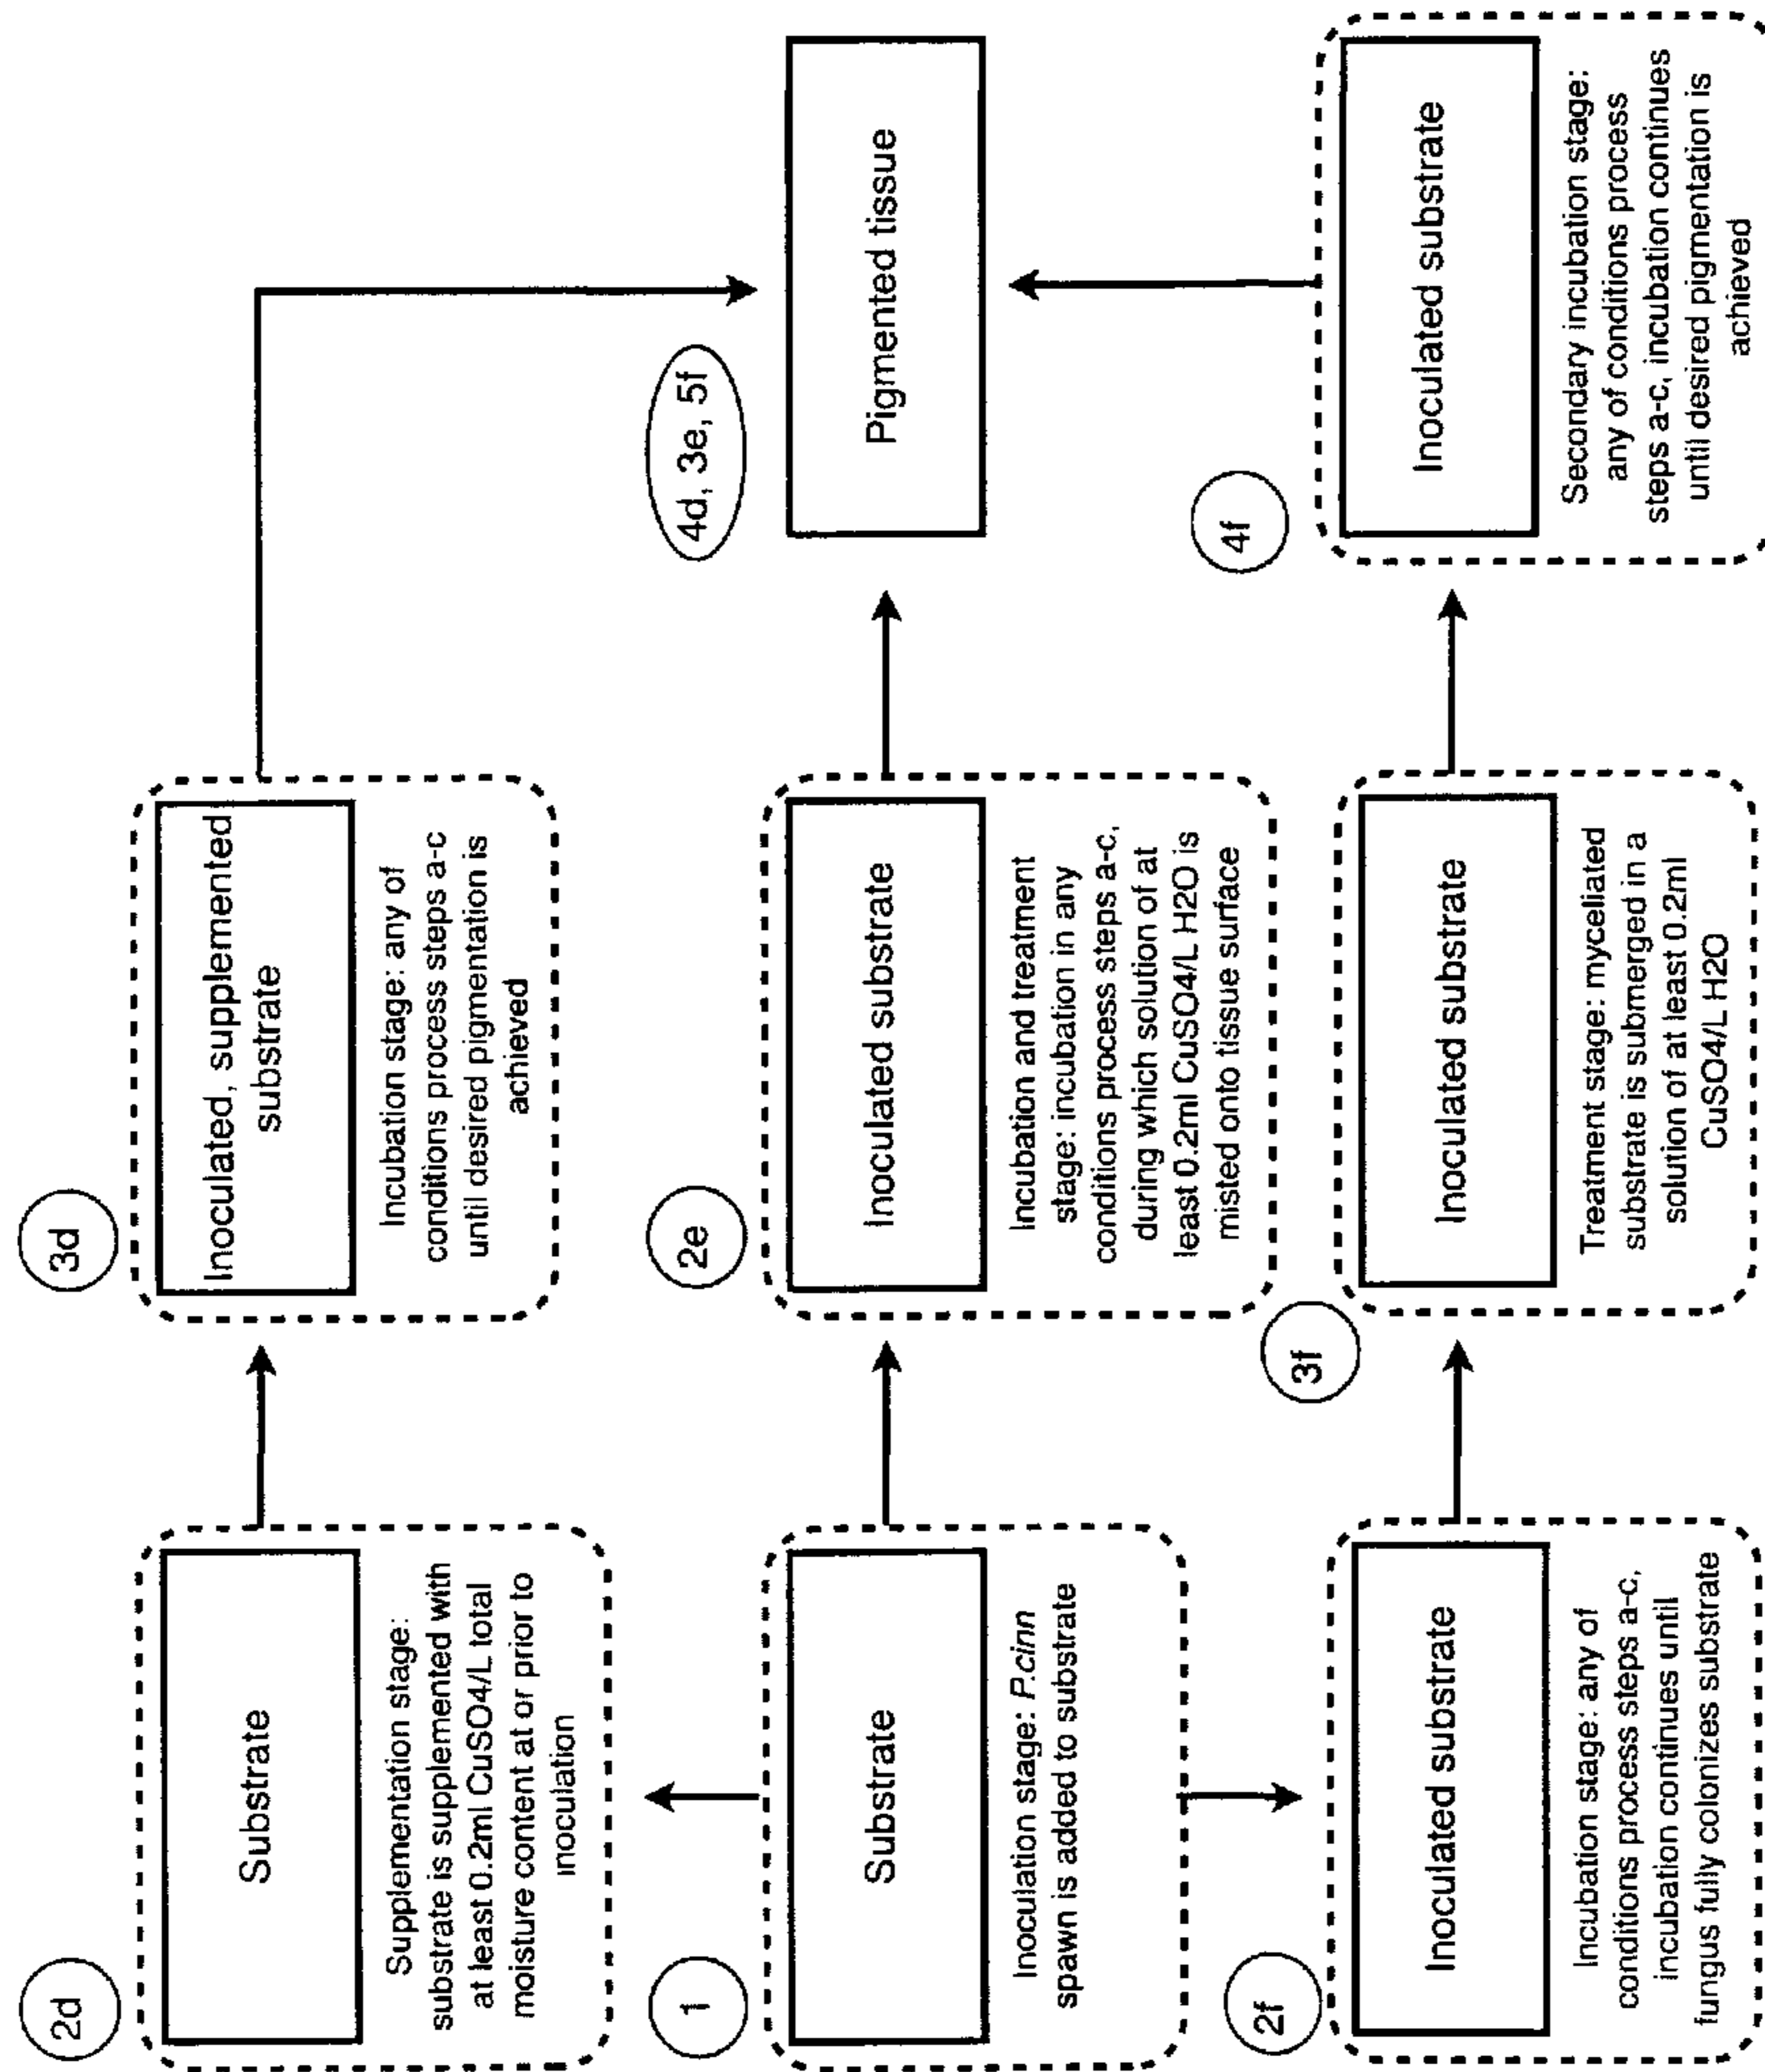 2d
Substrate
Supplementation stage:
substrate is supplemented with
at least 0.2ml CuSO4/L total
moisture content at or prior to
inoculation
3d
Inoculated, supplemented
substrate
Incubation stage: any of
conditions process steps a-c
until desired pigmentation is
achieved
1
Substrate
Inoculation stage: P.cinn
spawn is added to substrate
2e
Inoculated substrate
Incubation and treatment
stage: incubation in any
conditions process steps a-c,
during which solution of at
least 0.2ml CuSO4/L H2O is
misted onto tissue surface
4d, 3e, 5f
Pigmented tissue
2f
Inoculated substrate
Incubation stage: any of
conditions process steps a-c,
incubation continues until
fungus fully colonizes substrate
3f
Inoculated substrate
Treatment stage: myceliated
substrate is submerged in a
solution of at least 0.2ml
CuSO4/L H2O
4f
Inoculated substrate
Secondary incubation stage:
any of conditions process
steps a-c, incubation continues
until desired pigmentation is
achieved